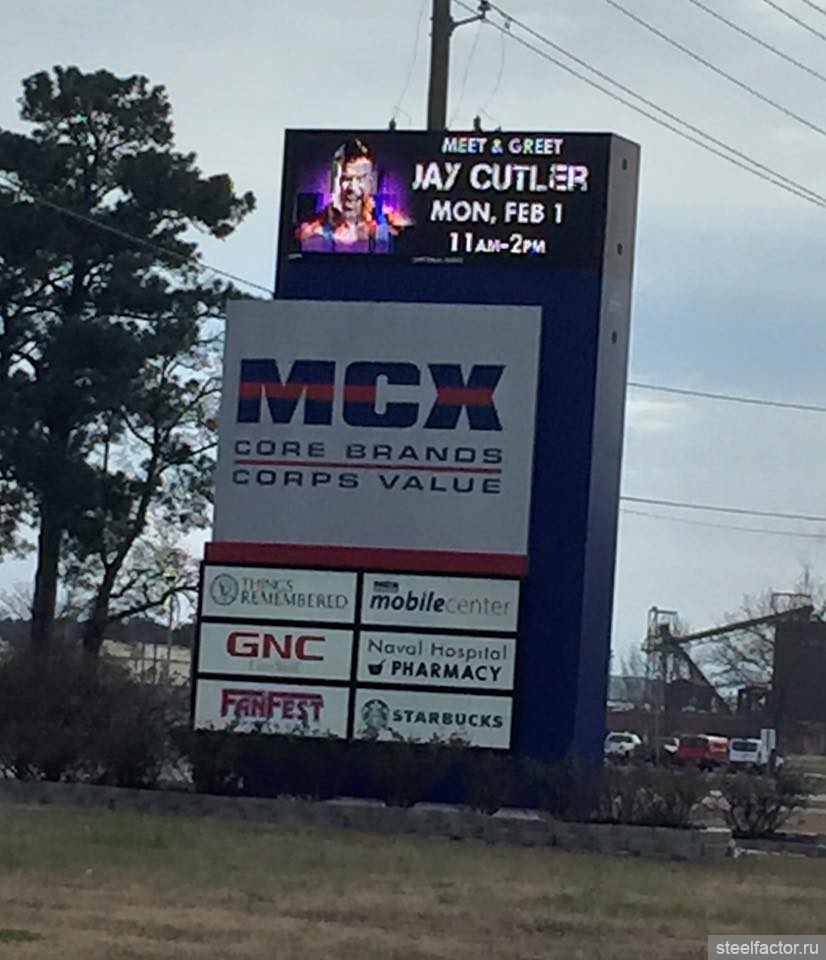 MEET & GREET
JAY CUTLER
MON, FEB 1
11AM-2PM
MCX
CORE BRANDS
CORPS VALUE
THINGS
REMEMBERED
mobilecenter
GNC
Naval Hospital
PHARMACY
FANFEST
STARBUCKS
steelfactor.ru